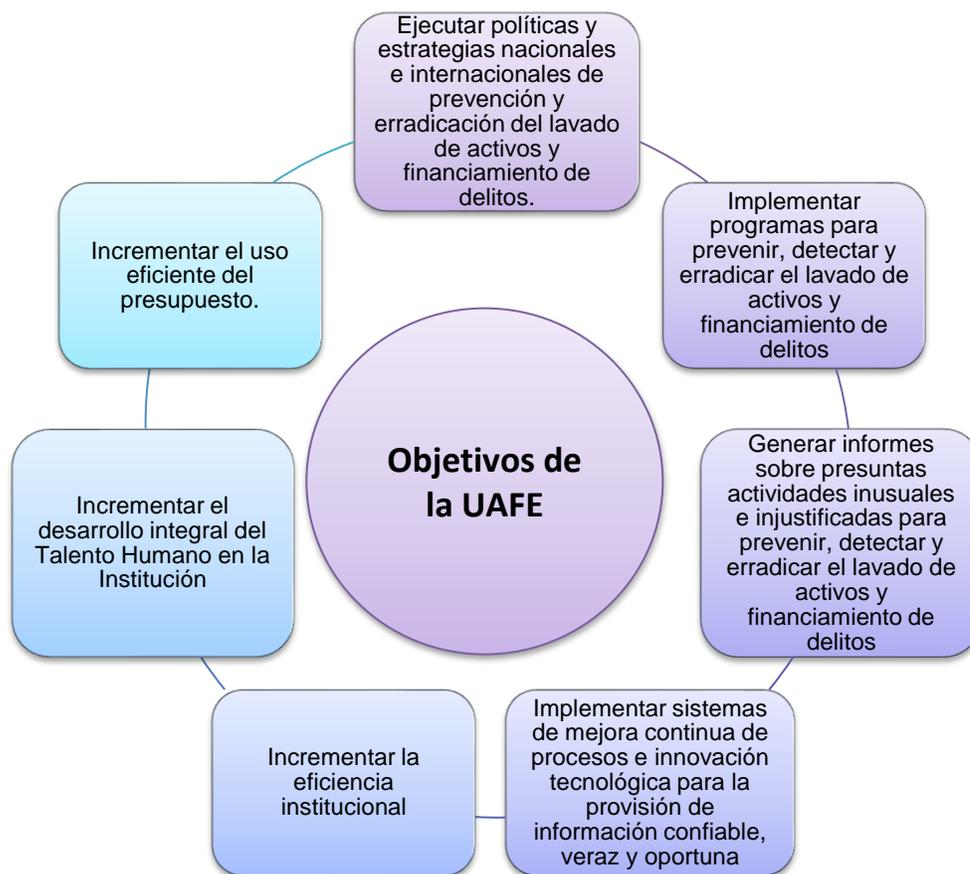 Ejecutar políticas y
estrategias nacionales
e internacionales de
prevención y
erradicación del lavado
de activos y
financiamiento de
delitos.
Implementar
programas para
prevenir, detectar y
erradicar el lavado de
activos y
financiamiento de
delitos
Generar informes
sobre presuntas
actividades inusuales
e injustificadas para
prevenir, detectar y
erradicar el lavado de
activos y
financiamiento de
delitos
Implementar sistemas
de mejora continua de
procesos e innovación
tecnológica para la
provisión de
información confiable,
veraz y oportuna
Incrementar la
eficiencia
institucional
Incrementar el
desarrollo integral del
Talento Humano en la
Institución
Incrementar el uso
eficiente del
presupuesto.
Objetivos de
la UAFE